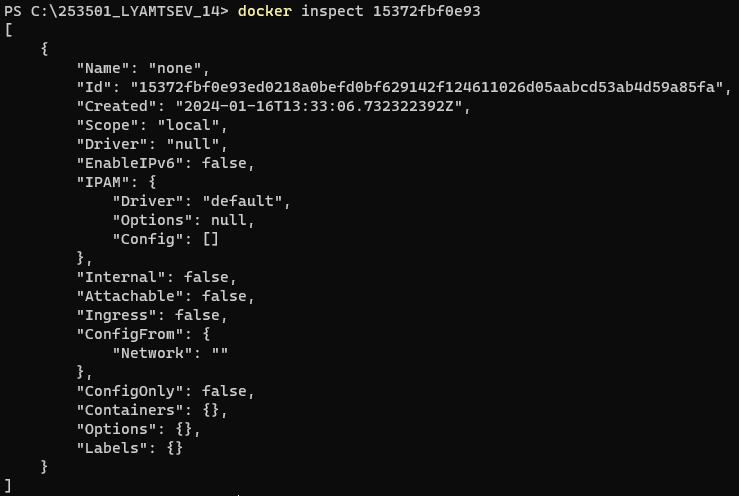 PS C:\253501_LYAMTSEV_14> docker inspect 15372fbf0e93
[
    {
        "Name": "none",
        "Id": "15372fbf0e93ed0218a0befd0bf629142f124611026d05aabcd53ab4d59a85fa",
        "Created": "2024-01-16T13:33:06.732322392Z",
        "Scope": "local",
        "Driver": "null",
        "EnableIPv6": false,
        "IPAM": {
            "Driver": "default",
            "Options": null,
            "Config": []
        },
        "Internal": false,
        "Attachable": false,
        "Ingress": false,
        "ConfigFrom": {
            "Network": ""
        },
        "ConfigOnly": false,
        "Containers": {},
        "Options": {},
        "Labels": {}
    }
]